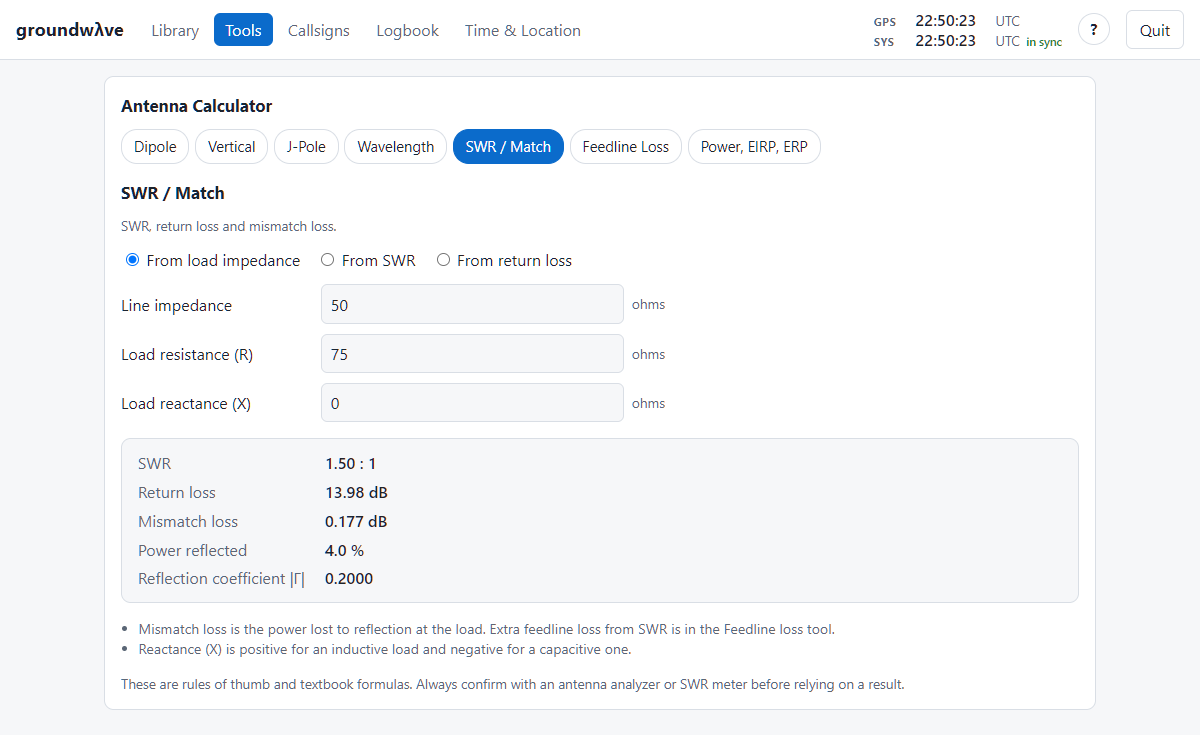 groundwλve Library Tools Callsigns Logbook Time & Location GPS 22:50:23 UTC ? Quit
SYS 22:50:23 UTC in sync
Antenna Calculator
Dipole Vertical J-Pole Wavelength SWR / Match Feedline Loss Power, EIRP, ERP
SWR / Match
SWR, return loss and mismatch loss.
From load impedance From SWR From return loss
Line impedance 50 ohms
Load resistance (R) 75 ohms
Load reactance (X) 0 ohms
SWR 1.50 : 1
Return loss 13.98 dB
Mismatch loss 0.177 dB
Power reflected 4.0 %
Reflection coefficient |Γ| 0.2000
• Mismatch loss is the power lost to reflection at the load. Extra feedline loss from SWR is in the Feedline loss tool.
• Reactance (X) is positive for an inductive load and negative for a capacitive one.
These are rules of thumb and textbook formulas. Always confirm with an antenna analyzer or SWR meter before relying on a result.